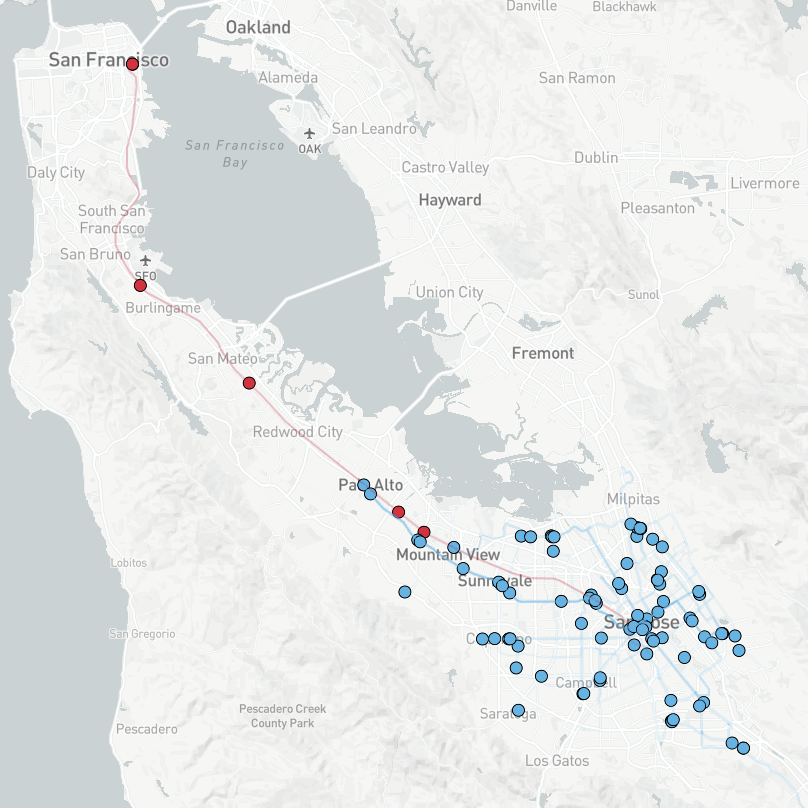 Danville
Blackhawk
Oakland
San Francisco
San Ramon
Alameda
San Leandro
San Francisco
Bay
OAK
Dublin
Castro Valley
Daly City
Livermore
Hayward
Pleasanton
South San
Francisco
San Bruno
SFO
Union City
Sunol
Burlingame
Fremont
San Mateo
Redwood City
Palo Alto
Milpitas
Mountain View
Lobitos
Sunnyvale
San Jose
San Gregorio
Campbell
Pescadero Creek
County Park
Saratoga
Pescadero
Los Gatos